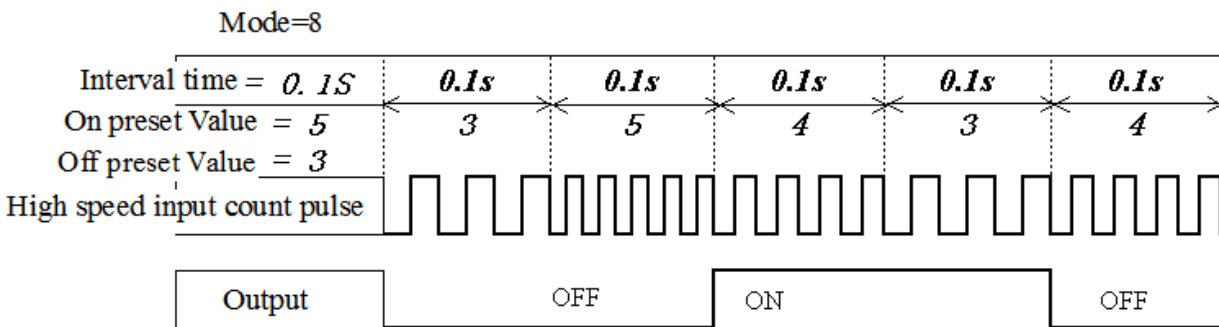 Mode=8
Interval time = 0.1S 0.1s 0.1s 0.1s 0.1s 0.1s
On preset Value = 5 3 5 4 3 4
Off preset Value = 3
High speed input count pulse
Output OFF ON OFF